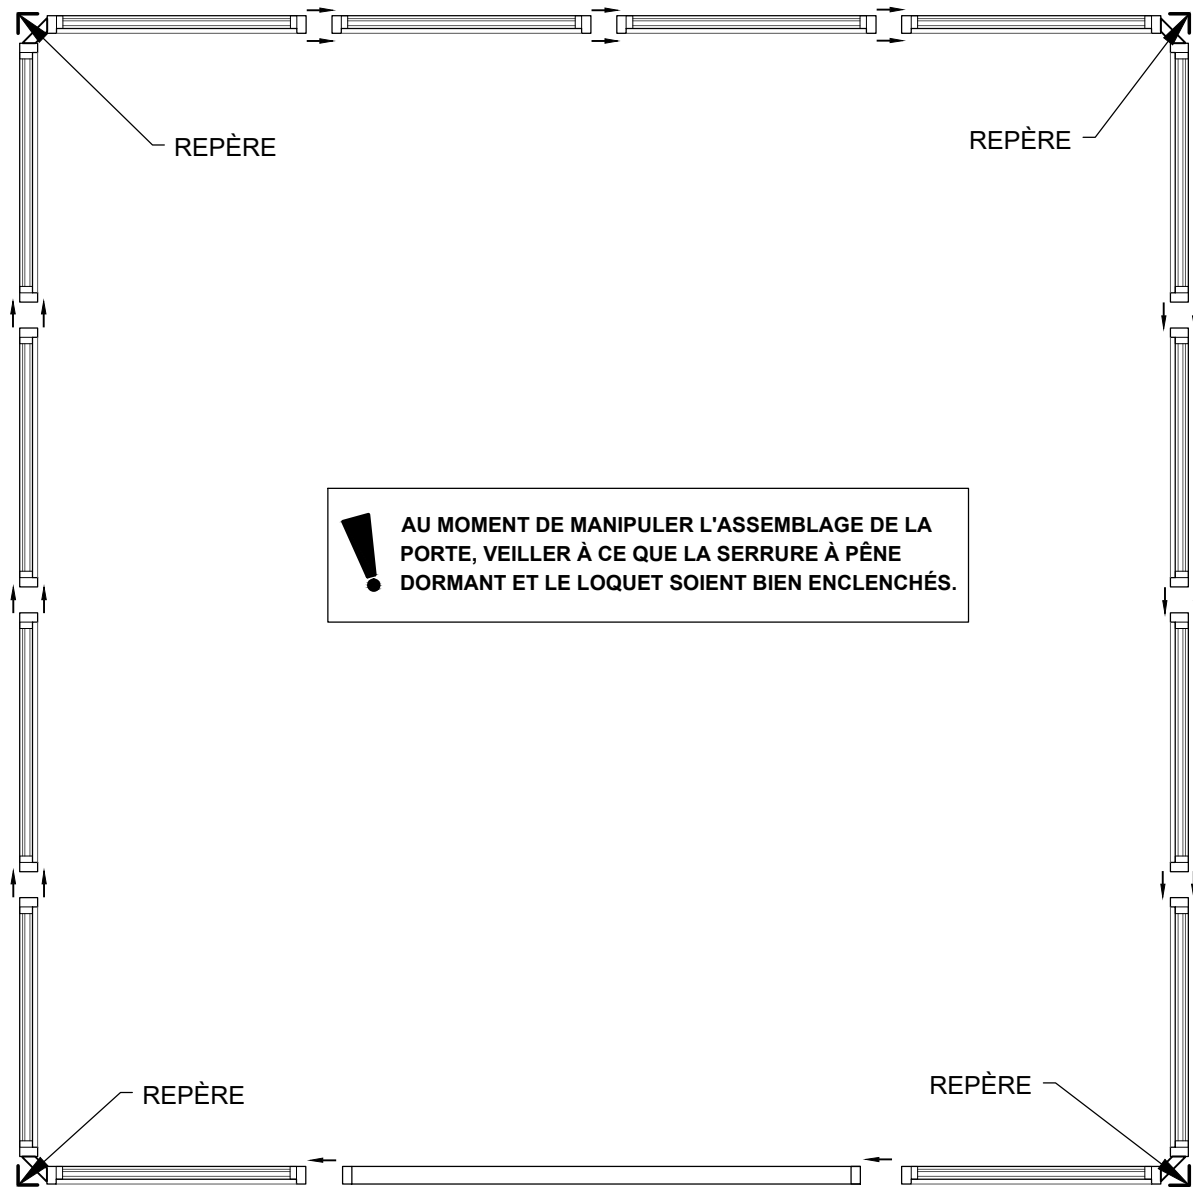 REPÈRE
REPÈRE
AU MOMENT DE MANIPULER L'ASSEMBLAGE DE LA
PORTE, VEILLER À CE QUE LA SERRURE À PÊNE
DORMANT ET LE LOQUET SOIENT BIEN ENCLENCHÉS.
REPÈRE
REPÈRE